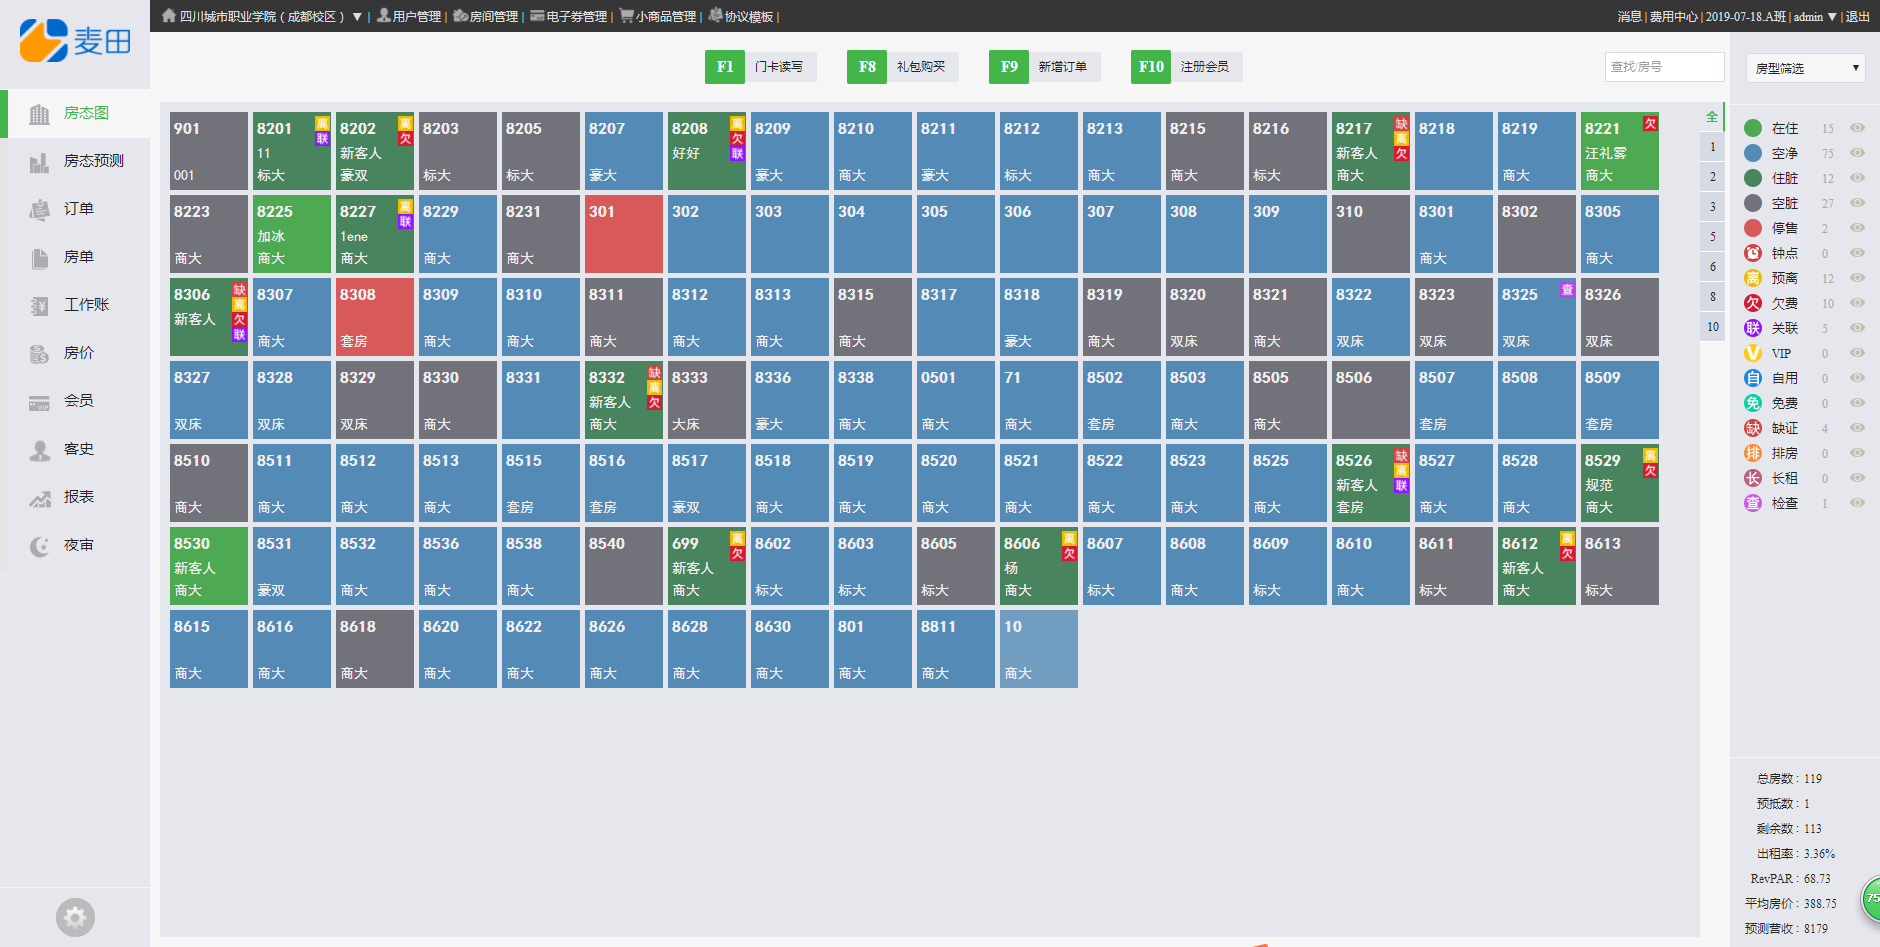 麦田
四川城市职业学院（成都校区） ▼ | 用户管理 | 房间管理 | 电子券管理 | 小商品管理 | 协议模板 |
消息 | 费用中心 | 2019-07-18.A班 | admin ▼ | 退出
F1 门卡读写
F8 礼包购买
F9 新增订单
F10 注册会员
查找/房号
房型筛选
房态图
房态预测
订单
房单
工作账
房价
会员
客史
报表
夜审
901
001
8201 离
联
11
标大
8202 离
欠
新客人
豪双
8203
标大
8205
标大
8207
豪大
8208 离
欠
联
好好
8209
豪大
8210
商大
8211
豪大
8212
标大
8213
商大
8215
商大
8216
标大
8217 缺
离
欠
新客人
商大
8218
8219
商大
8221 欠
汪礼雾
商大
8223
商大
8225
加冰
商大
8227 离
联
1ene
商大
8229
商大
8231
商大
301
302
303
304
305
306
307
308
309
310
8301
商大
8302
8305
商大
8306 缺
离
欠
联
新客人
8307
商大
8308
套房
8309
商大
8310
商大
8311
商大
8312
商大
8313
商大
8315
商大
8317
8318
豪大
8319
商大
8320
双床
8321
商大
8322
双床
8323
双床
8325 查
双床
8326
双床
8327
双床
8328
双床
8329
双床
8330
商大
8331
8332 缺
离
欠
新客人
商大
8333
大床
8336
豪大
8338
商大
0501
商大
71
商大
8502
套房
8503
商大
8505
商大
8506
8507
套房
8508
8509
套房
8510
商大
8511
商大
8512
商大
8513
商大
8515
套房
8516
套房
8517
豪双
8518
商大
8519
商大
8520
商大
8521
商大
8522
商大
8523
商大
8525
商大
8526 缺
离
联
新客人
套房
8527
商大
8528
商大
8529 离
欠
规范
商大
8530
新客人
商大
8531
豪双
8532
商大
8536
商大
8538
商大
8540
699 离
欠
新客人
商大
8602
标大
8603
标大
8605
标大
8606 离
欠
杨
商大
8607
标大
8608
商大
8609
标大
8610
商大
8611
标大
8612 离
欠
新客人
商大
8613
标大
8615
商大
8616
商大
8618
商大
8620
商大
8622
商大
8626
商大
8628
商大
8630
商大
801
商大
8811
商大
10
商大
全
1
2
3
5
6
8
10
在住 15
空净 75
住脏 12
空脏 27
停售 2
钟点 0
离 预离 12
欠 欠费 10
联 关联 5
V VIP 0
自 自用 0
免 免费 0
缺 缺证 4
排 排房 0
长 长租 0
查 检查 1
总房数：119
预抵数：1
剩余数：113
出租率：3.36%
RevPAR：68.73
平均房价：388.75
预测营收：8179
75